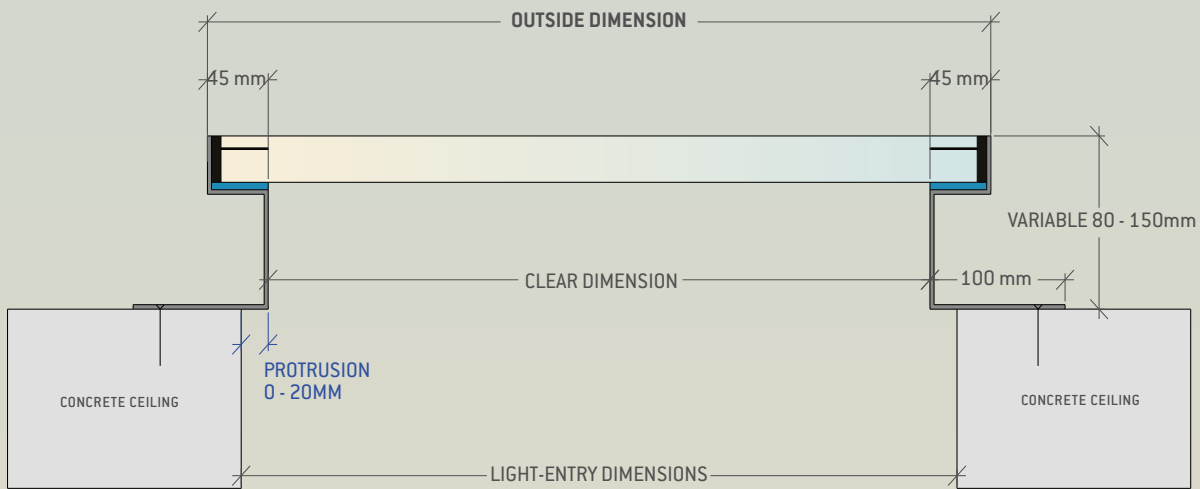 OUTSIDE DIMENSION
45 mm
45 mm
VARIABLE 80 - 150mm
CLEAR DIMENSION
100 mm
PROTRUSION
0 - 20MM
CONCRETE CEILING
CONCRETE CEILING
LIGHT-ENTRY DIMENSIONS